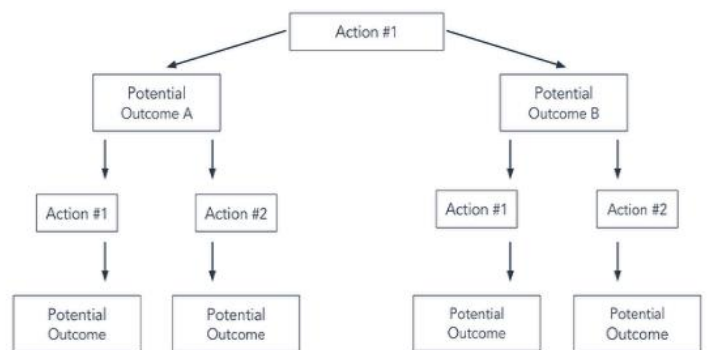 Action #1
Potential
Outcome A
Potential
Outcome B
Action #1
Action #2
Action #1
Action #2
Potential
Outcome
Potential
Outcome
Potential
Outcome
Potential
Outcome